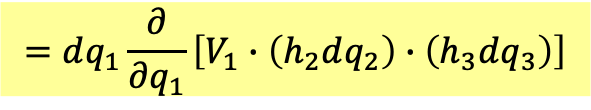 = dq₁ ∂/∂q₁ [V₁ · (h₂dq₂) · (h₃dq₃)]